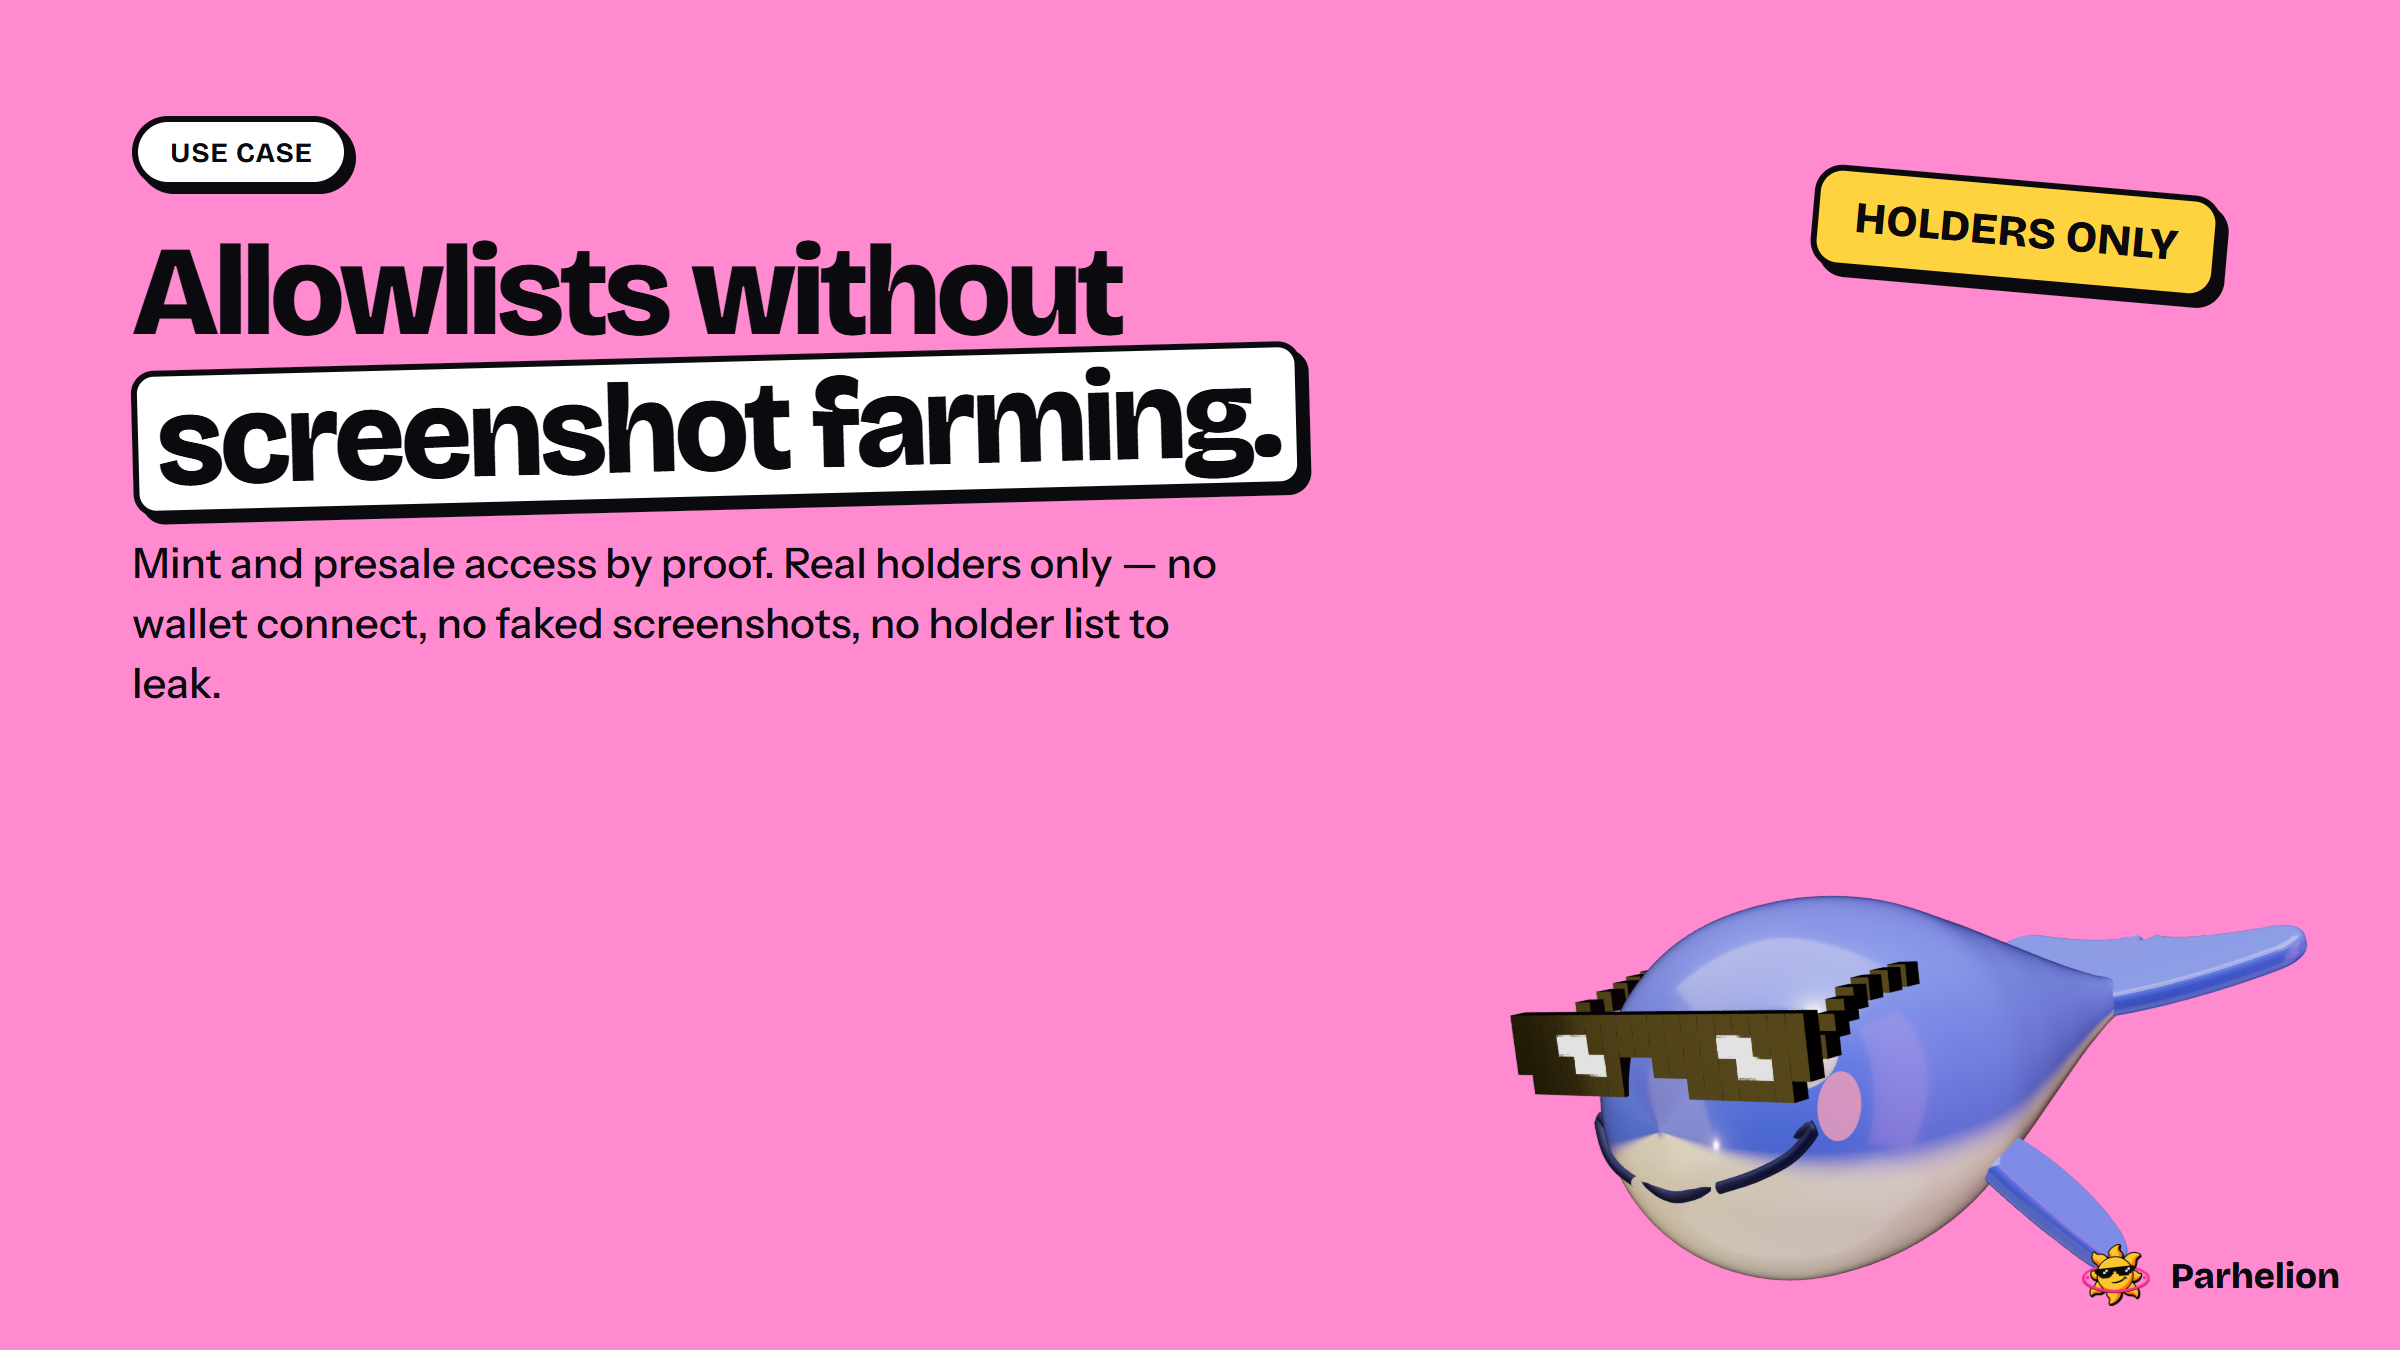 USE CASE
HOLDERS ONLY
Allowlists without
screenshot farming.
Mint and presale access by proof. Real holders only — no
wallet connect, no faked screenshots, no holder list to
leak.
Parhelion